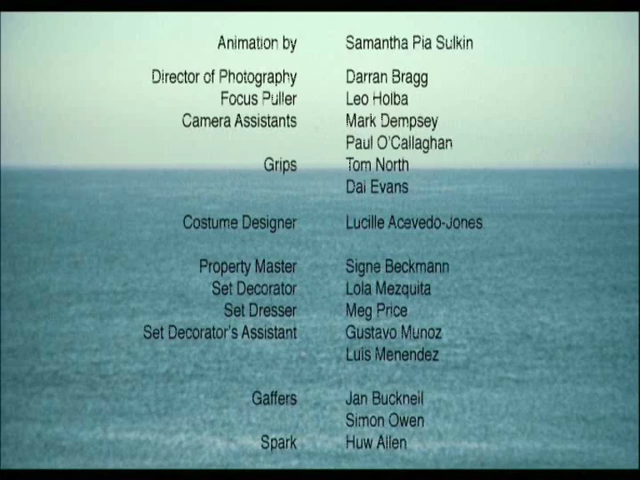 Animation by Samantha Pia Sulkin
Director of Photography Darran Bragg
Focus Puller Leo Holba
Camera Assistants Mark Dempsey
Paul O'Callaghan
Grips Tom North
Dai Evans
Costume Designer Lucille Acevedo-Jones
Property Master Signe Beckmann
Set Decorator Lola Mezquita
Set Dresser Meg Price
Set Decorator's Assistant Gustavo Munoz
Luis Menendez
Gaffers Jan Bucknell
Simon Owen
Spark Huw Allen